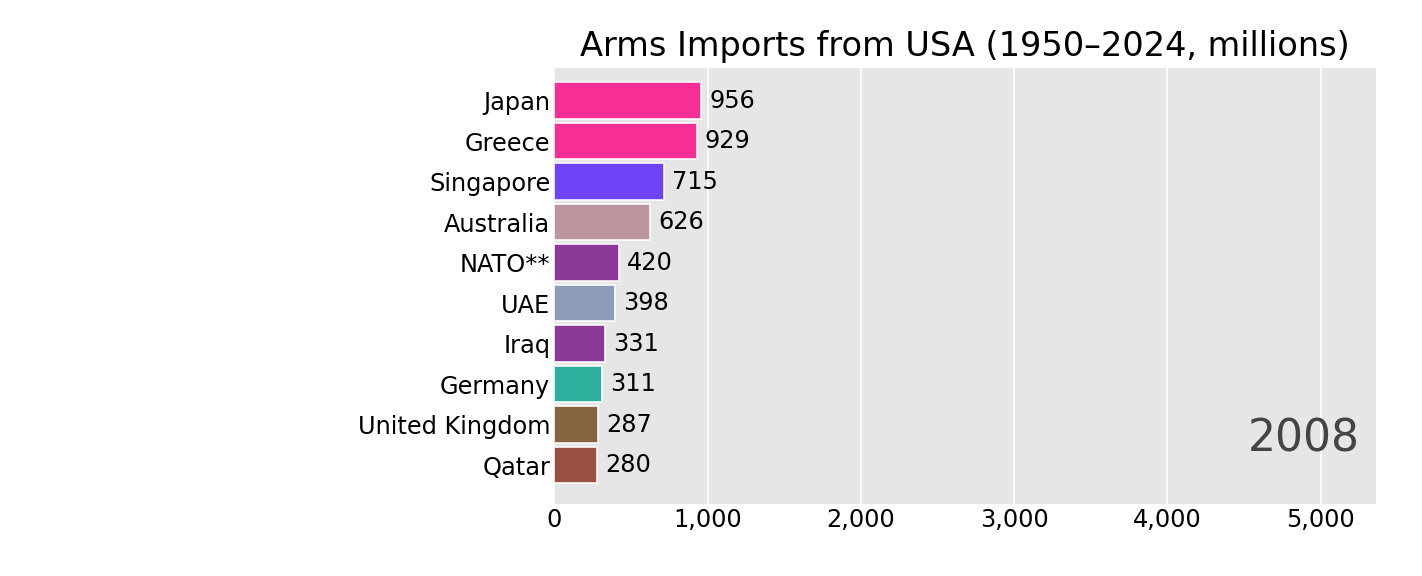 Arms Imports from USA (1950–2024, millions)
Japan 956
Greece 929
Singapore 715
Australia 626
NATO** 420
UAE 398
Iraq 331
Germany 311
United Kingdom 287
Qatar 280
2008
0 1,000 2,000 3,000 4,000 5,000